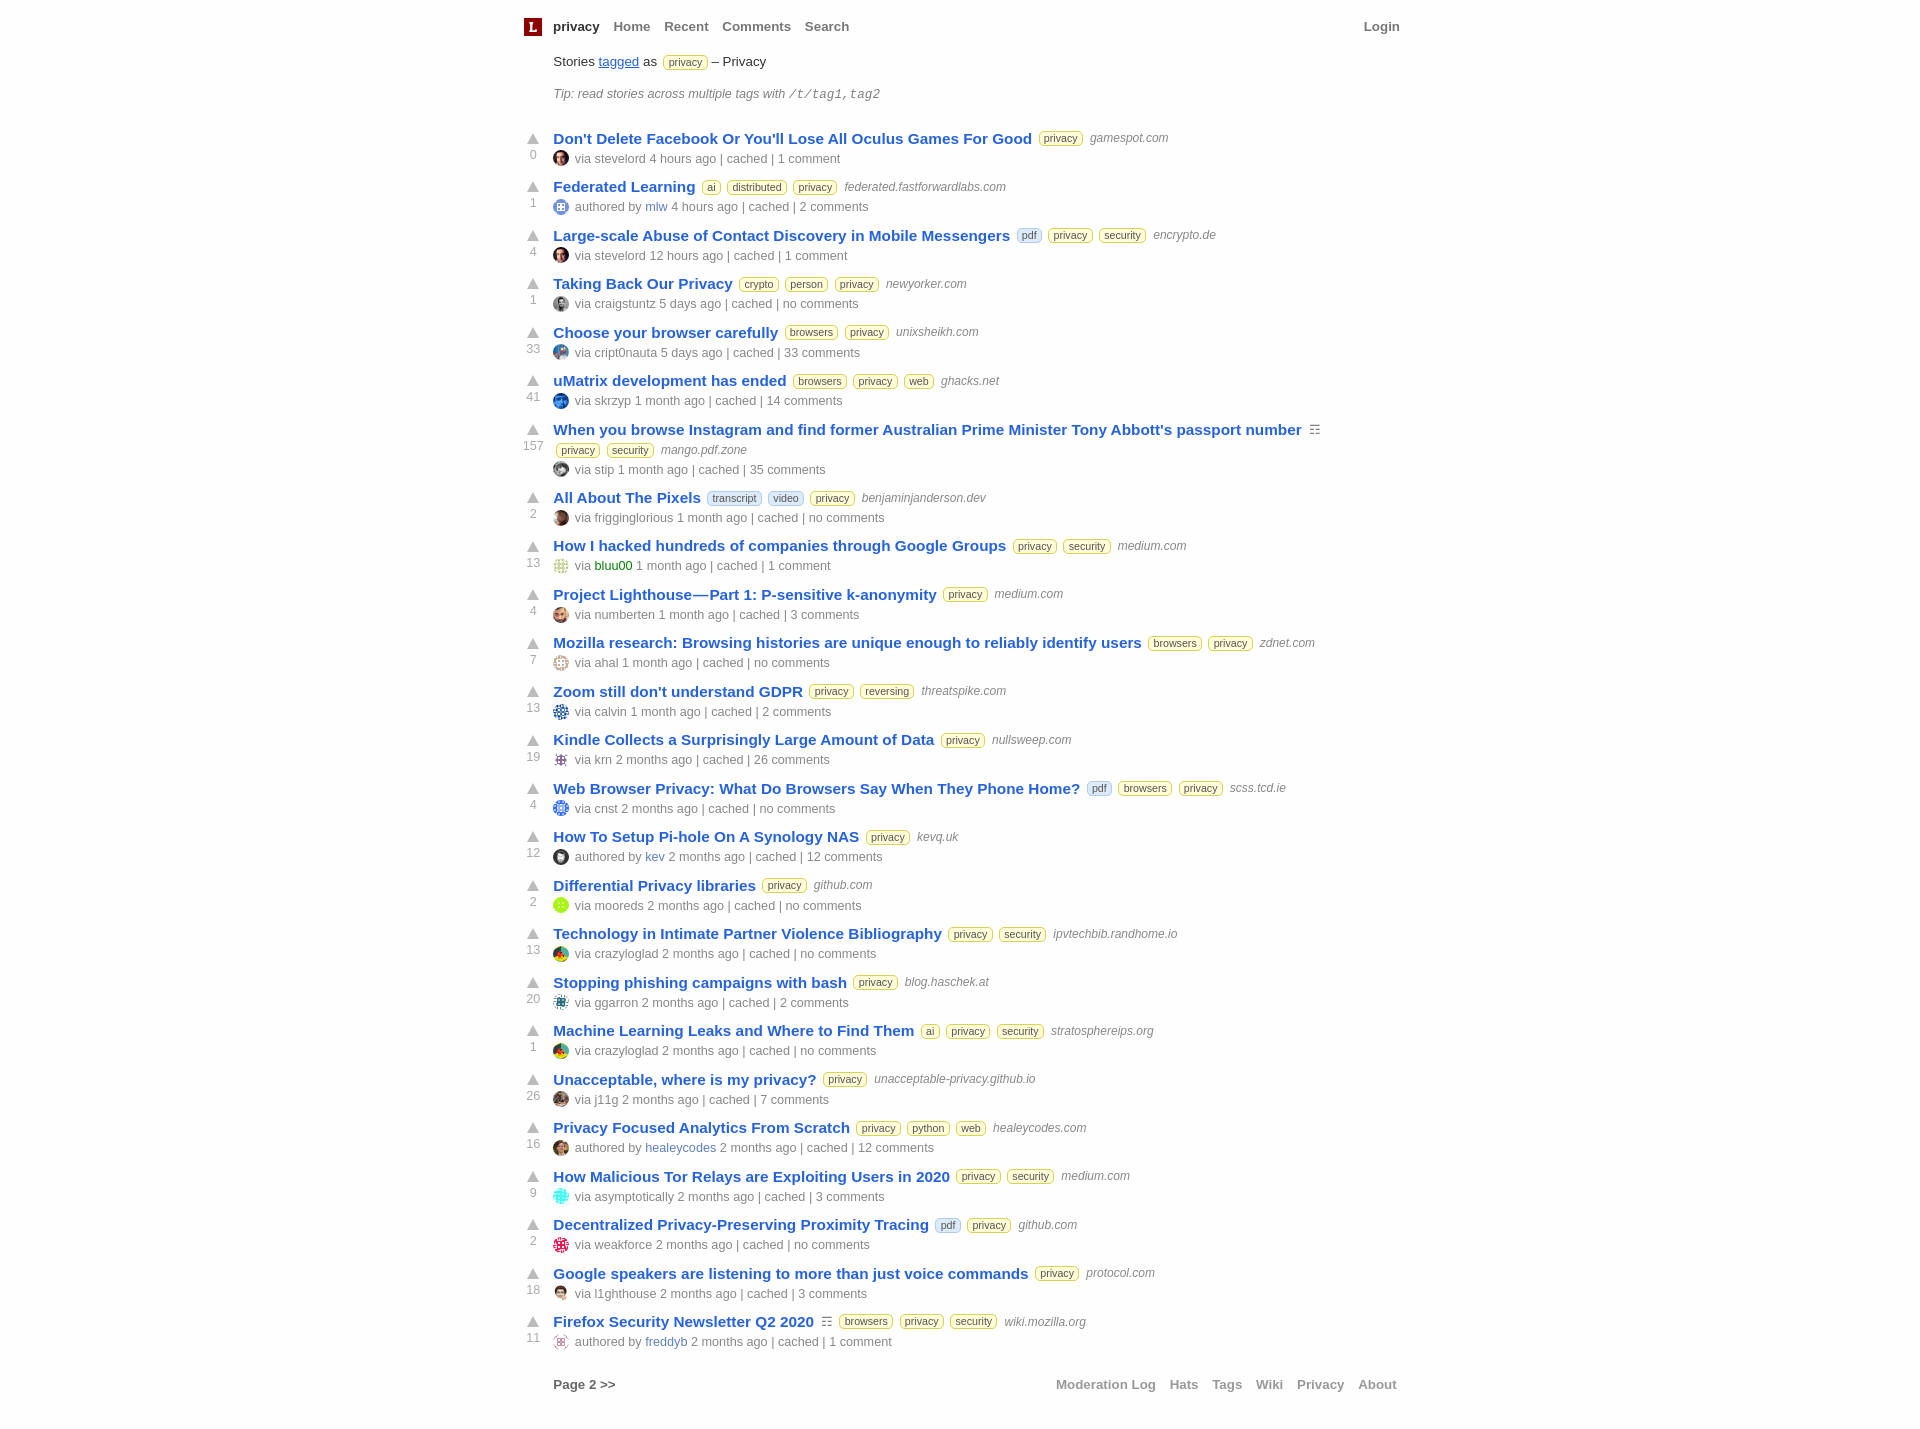 L privacy Home Recent Comments Search Login
Stories tagged as privacy – Privacy
Tip: read stories across multiple tags with /t/tag1,tag2
Don't Delete Facebook Or You'll Lose All Oculus Games For Good privacy gamespot.com
0 via stevelord 4 hours ago | cached | 1 comment
Federated Learning ai distributed privacy federated.fastforwardlabs.com
1 authored by mlw 4 hours ago | cached | 2 comments
Large-scale Abuse of Contact Discovery in Mobile Messengers pdf privacy security encrypto.de
4 via stevelord 12 hours ago | cached | 1 comment
Taking Back Our Privacy crypto person privacy newyorker.com
1 via craigstuntz 5 days ago | cached | no comments
Choose your browser carefully browsers privacy unixsheikh.com
33 via cript0nauta 5 days ago | cached | 33 comments
uMatrix development has ended browsers privacy web ghacks.net
41 via skrzyp 1 month ago | cached | 14 comments
When you browse Instagram and find former Australian Prime Minister Tony Abbott's passport number ☶
157 privacy security mango.pdf.zone
via stip 1 month ago | cached | 35 comments
All About The Pixels transcript video privacy benjaminjanderson.dev
2 via frigginglorious 1 month ago | cached | no comments
How I hacked hundreds of companies through Google Groups privacy security medium.com
13 via bluu00 1 month ago | cached | 1 comment
Project Lighthouse — Part 1: P-sensitive k-anonymity privacy medium.com
4 via numberten 1 month ago | cached | 3 comments
Mozilla research: Browsing histories are unique enough to reliably identify users browsers privacy zdnet.com
7 via ahal 1 month ago | cached | no comments
Zoom still don't understand GDPR privacy reversing threatspike.com
13 via calvin 1 month ago | cached | 2 comments
Kindle Collects a Surprisingly Large Amount of Data privacy nullsweep.com
19 via krn 2 months ago | cached | 26 comments
Web Browser Privacy: What Do Browsers Say When They Phone Home? pdf browsers privacy scss.tcd.ie
4 via cnst 2 months ago | cached | no comments
How To Setup Pi-hole On A Synology NAS privacy kevq.uk
12 authored by kev 2 months ago | cached | 12 comments
Differential Privacy libraries privacy github.com
2 via mooreds 2 months ago | cached | no comments
Technology in Intimate Partner Violence Bibliography privacy security ipvtechbib.randhome.io
13 via crazyloglad 2 months ago | cached | no comments
Stopping phishing campaigns with bash privacy blog.haschek.at
20 via ggarron 2 months ago | cached | 2 comments
Machine Learning Leaks and Where to Find Them ai privacy security stratosphereips.org
1 via crazyloglad 2 months ago | cached | no comments
Unacceptable, where is my privacy? privacy unacceptable-privacy.github.io
26 via j11g 2 months ago | cached | 7 comments
Privacy Focused Analytics From Scratch privacy python web healeycodes.com
16 authored by healeycodes 2 months ago | cached | 12 comments
How Malicious Tor Relays are Exploiting Users in 2020 privacy security medium.com
9 via asymptotically 2 months ago | cached | 3 comments
Decentralized Privacy-Preserving Proximity Tracing pdf privacy github.com
2 via weakforce 2 months ago | cached | no comments
Google speakers are listening to more than just voice commands privacy protocol.com
18 via l1ghthouse 2 months ago | cached | 3 comments
Firefox Security Newsletter Q2 2020 ☶ browsers privacy security wiki.mozilla.org
11 authored by freddyb 2 months ago | cached | 1 comment
Page 2 >> Moderation Log Hats Tags Wiki Privacy About